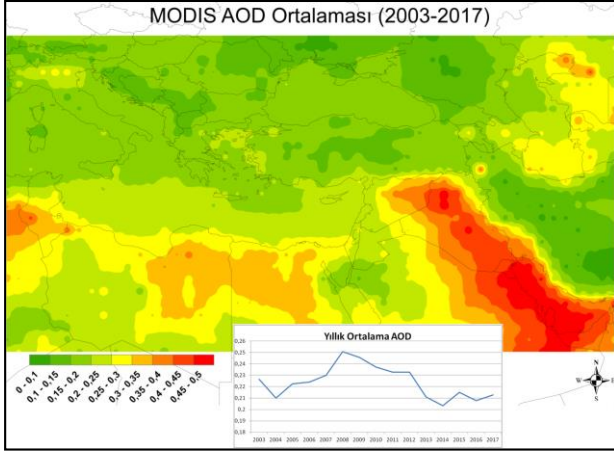 MODIS AOD Ortalaması (2003-2017)
Yıllık Ortalama AOD
0,26
0,25
0,24
0,23
0,22
0,21
0,2
0,19
0,18
2003 2004 2005 2006 2007 2008 2009 2010 2011 2012 2013 2014 2015 2016 2017
0 - 0.1
0,1 - 0,15
0,15 - 0,2
0,2 - 0,25
0,25 - 0,3
0,3 - 0,35
0,35 - 0,4
0,4 - 0,45
0,45 - 0,5
N
W E
S